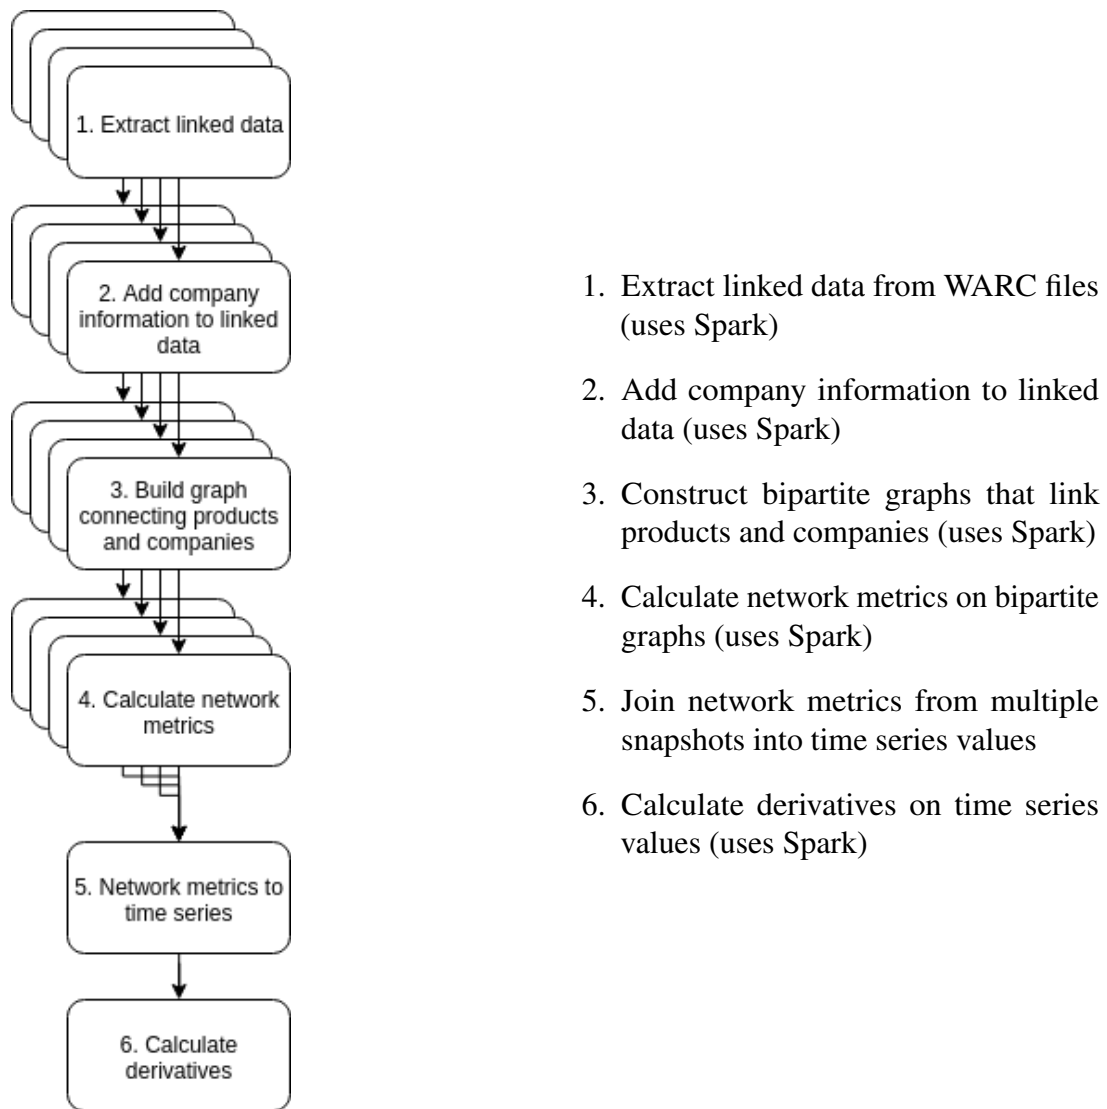 1. Extract linked data
2. Add company
information to linked
data
3. Build graph
connecting products
and companies
4. Calculate network
metrics
5. Network metrics to
time series
6. Calculate
derivatives
1. Extract linked data from WARC files
(uses Spark)
2. Add company information to linked
data (uses Spark)
3. Construct bipartite graphs that link
products and companies (uses Spark)
4. Calculate network metrics on bipartite
graphs (uses Spark)
5. Join network metrics from multiple
snapshots into time series values
6. Calculate derivatives on time series
values (uses Spark)